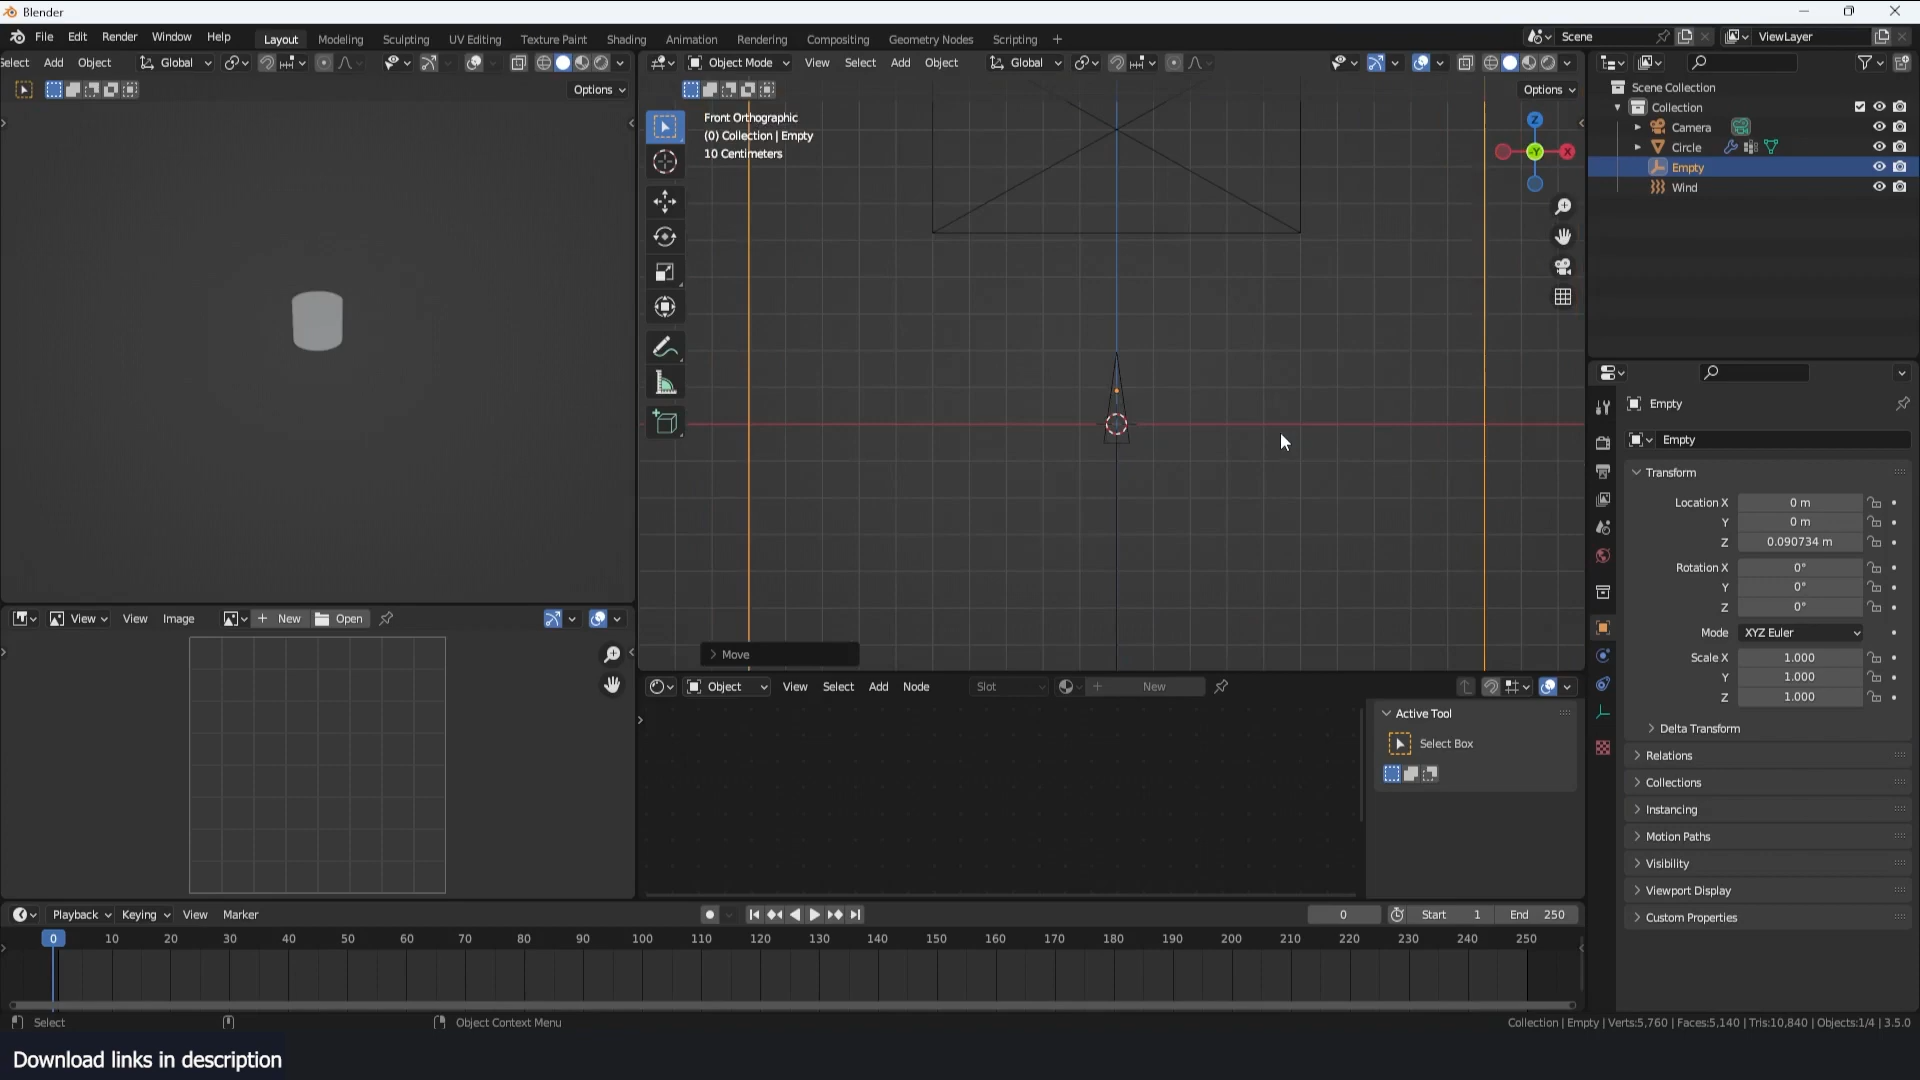 Blender
File Edit Render Window Help
Layout Modeling Sculpting UV Editing Texture Paint Shading Animation Rendering Compositing Geometry Nodes Scripting +
Scene
ViewLayer
elect Add Object Global
Options
Object Mode View Select Add Object Global
Options
Front Orthographic
(0) Collection | Empty
10 Centimeters
Z
-Y
X
Move
Scene Collection
Collection
Camera
Circle
Empty
Wind
Empty
Empty
Transform
Location X 0 m
Y 0 m
Z 0.090734 m
Rotation X 0°
Y 0°
Z 0°
Mode XYZ Euler
Scale X 1.000
Y 1.000
Z 1.000
Delta Transform
Relations
Collections
Instancing
Motion Paths
Visibility
Viewport Display
Custom Properties
View View Image + New Open
Object View Select Add Node Slot + New
Active Tool
Select Box
Playback Keying View Marker
0 Start 1 End 250
0 10 20 30 40 50 60 70 80 90 100 110 120 130 140 150 160 170 180 190 200 210 220 230 240 250
Select Object Context Menu
Collection | Empty | Verts:5,760 | Faces:5,140 | Tris:10,840 | Objects:1/4 | 3.5.0
Download links in description